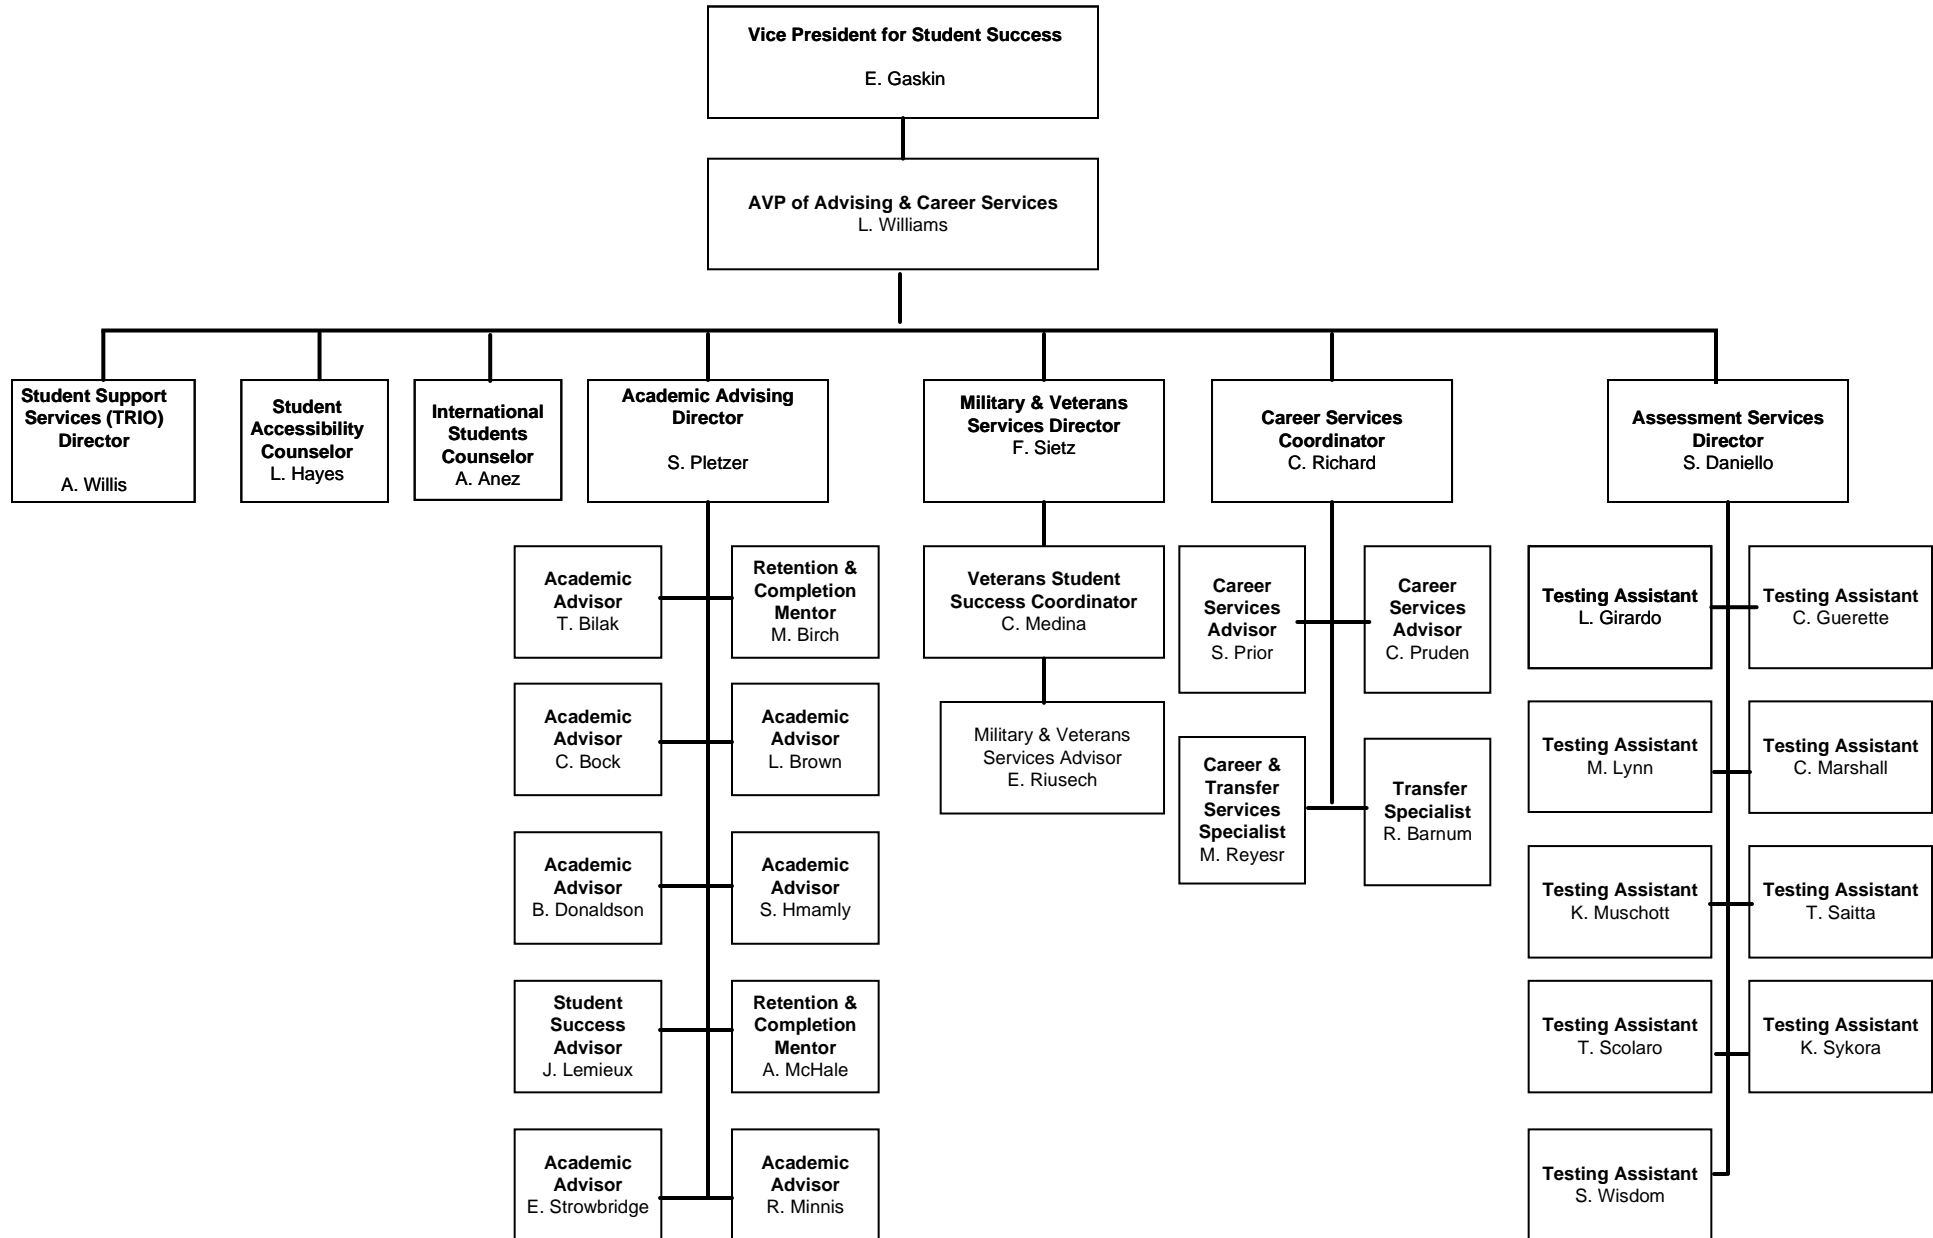 Vice President for Student Success
E. Gaskin
AVP of Advising & Career Services
L. Williams
Student Support
Services (TRIO)
Director
A. Willis
Student
Accessibility
Counselor
L. Hayes
International
Students
Counselor
A. Anez
Academic Advising
Director
S. Pletzer
Military & Veterans
Services Director
F. Sietz
Career Services
Coordinator
C. Richard
Assessment Services
Director
S. Daniello
Academic
Advisor
T. Bilak
Retention &
Completion
Mentor
M. Birch
Academic
Advisor
C. Bock
Academic
Advisor
L. Brown
Academic
Advisor
B. Donaldson
Academic
Advisor
S. Hmamly
Student
Success
Advisor
J. Lemieux
Retention &
Completion
Mentor
A. McHale
Academic
Advisor
E. Strowbridge
Academic
Advisor
R. Minnis
Veterans Student
Success Coordinator
C. Medina
Military & Veterans
Services Advisor
E. Riusech
Career
Services
Advisor
S. Prior
Career
Services
Advisor
C. Pruden
Career &
Transfer
Services
Specialist
M. Reyesr
Transfer
Specialist
R. Barnum
Testing Assistant
L. Girardo
Testing Assistant
C. Guerette
Testing Assistant
M. Lynn
Testing Assistant
C. Marshall
Testing Assistant
K. Muschott
Testing Assistant
T. Saitta
Testing Assistant
T. Scolaro
Testing Assistant
K. Sykora
Testing Assistant
S. Wisdom